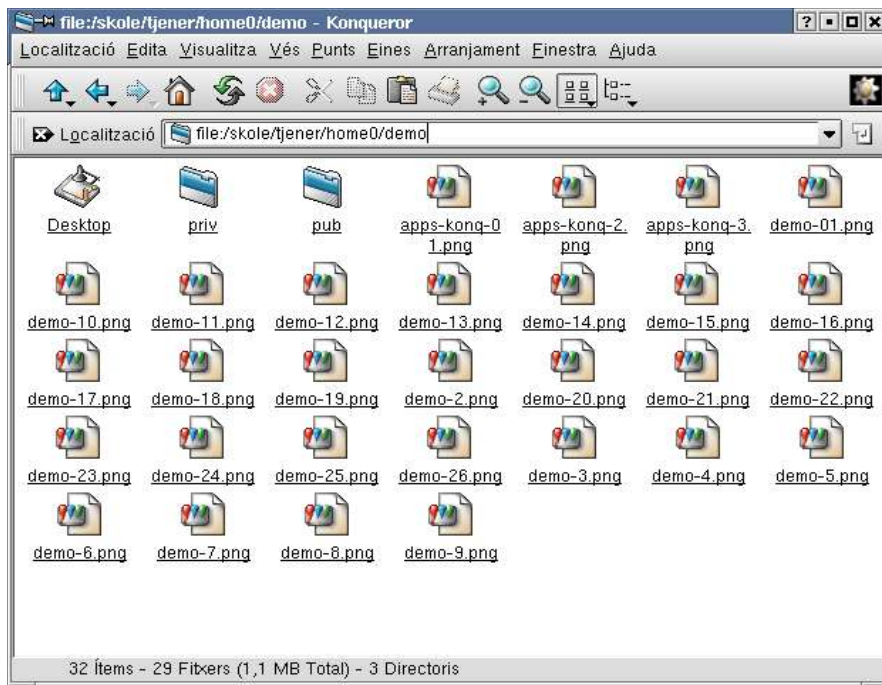 file:/skole/tjener/home0/demo - Konqueror
Localització Edita Visualitza Vés Punts Eines Arranjament Finestra Ajuda
Localització file:/skole/tjener/home0/demo
Desktop priv pub apps-konq-0 apps-konq-2. apps-konq-3. demo-01.png
1.png png png
demo-10.png demo-11.png demo-12.png demo-13.png demo-14.png demo-15.png demo-16.png
demo-17.png demo-18.png demo-19.png demo-2.png demo-20.png demo-21.png demo-22.png
demo-23.png demo-24.png demo-25.png demo-26.png demo-3.png demo-4.png demo-5.png
demo-6.png demo-7.png demo-8.png demo-9.png
32 Ítems - 29 Fitxers (1,1 MB Total) - 3 Directoris